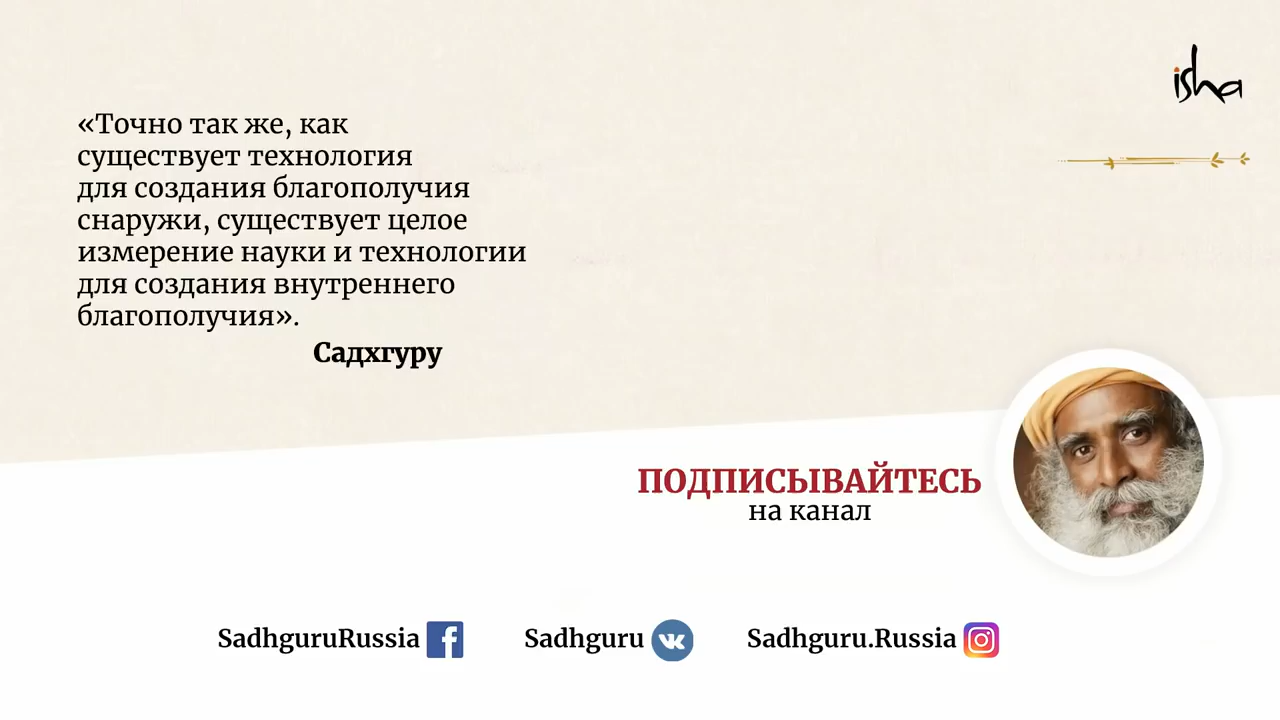 isha
«Точно так же, как
существует технология
для создания благополучия
снаружи, существует целое
измерение науки и технологии
для создания внутреннего
благополучия».
Садхгуру
ПОДПИСЫВАЙТЕСЬ
на канал
SadhguruRussia
Sadhguru
Sadhguru.Russia